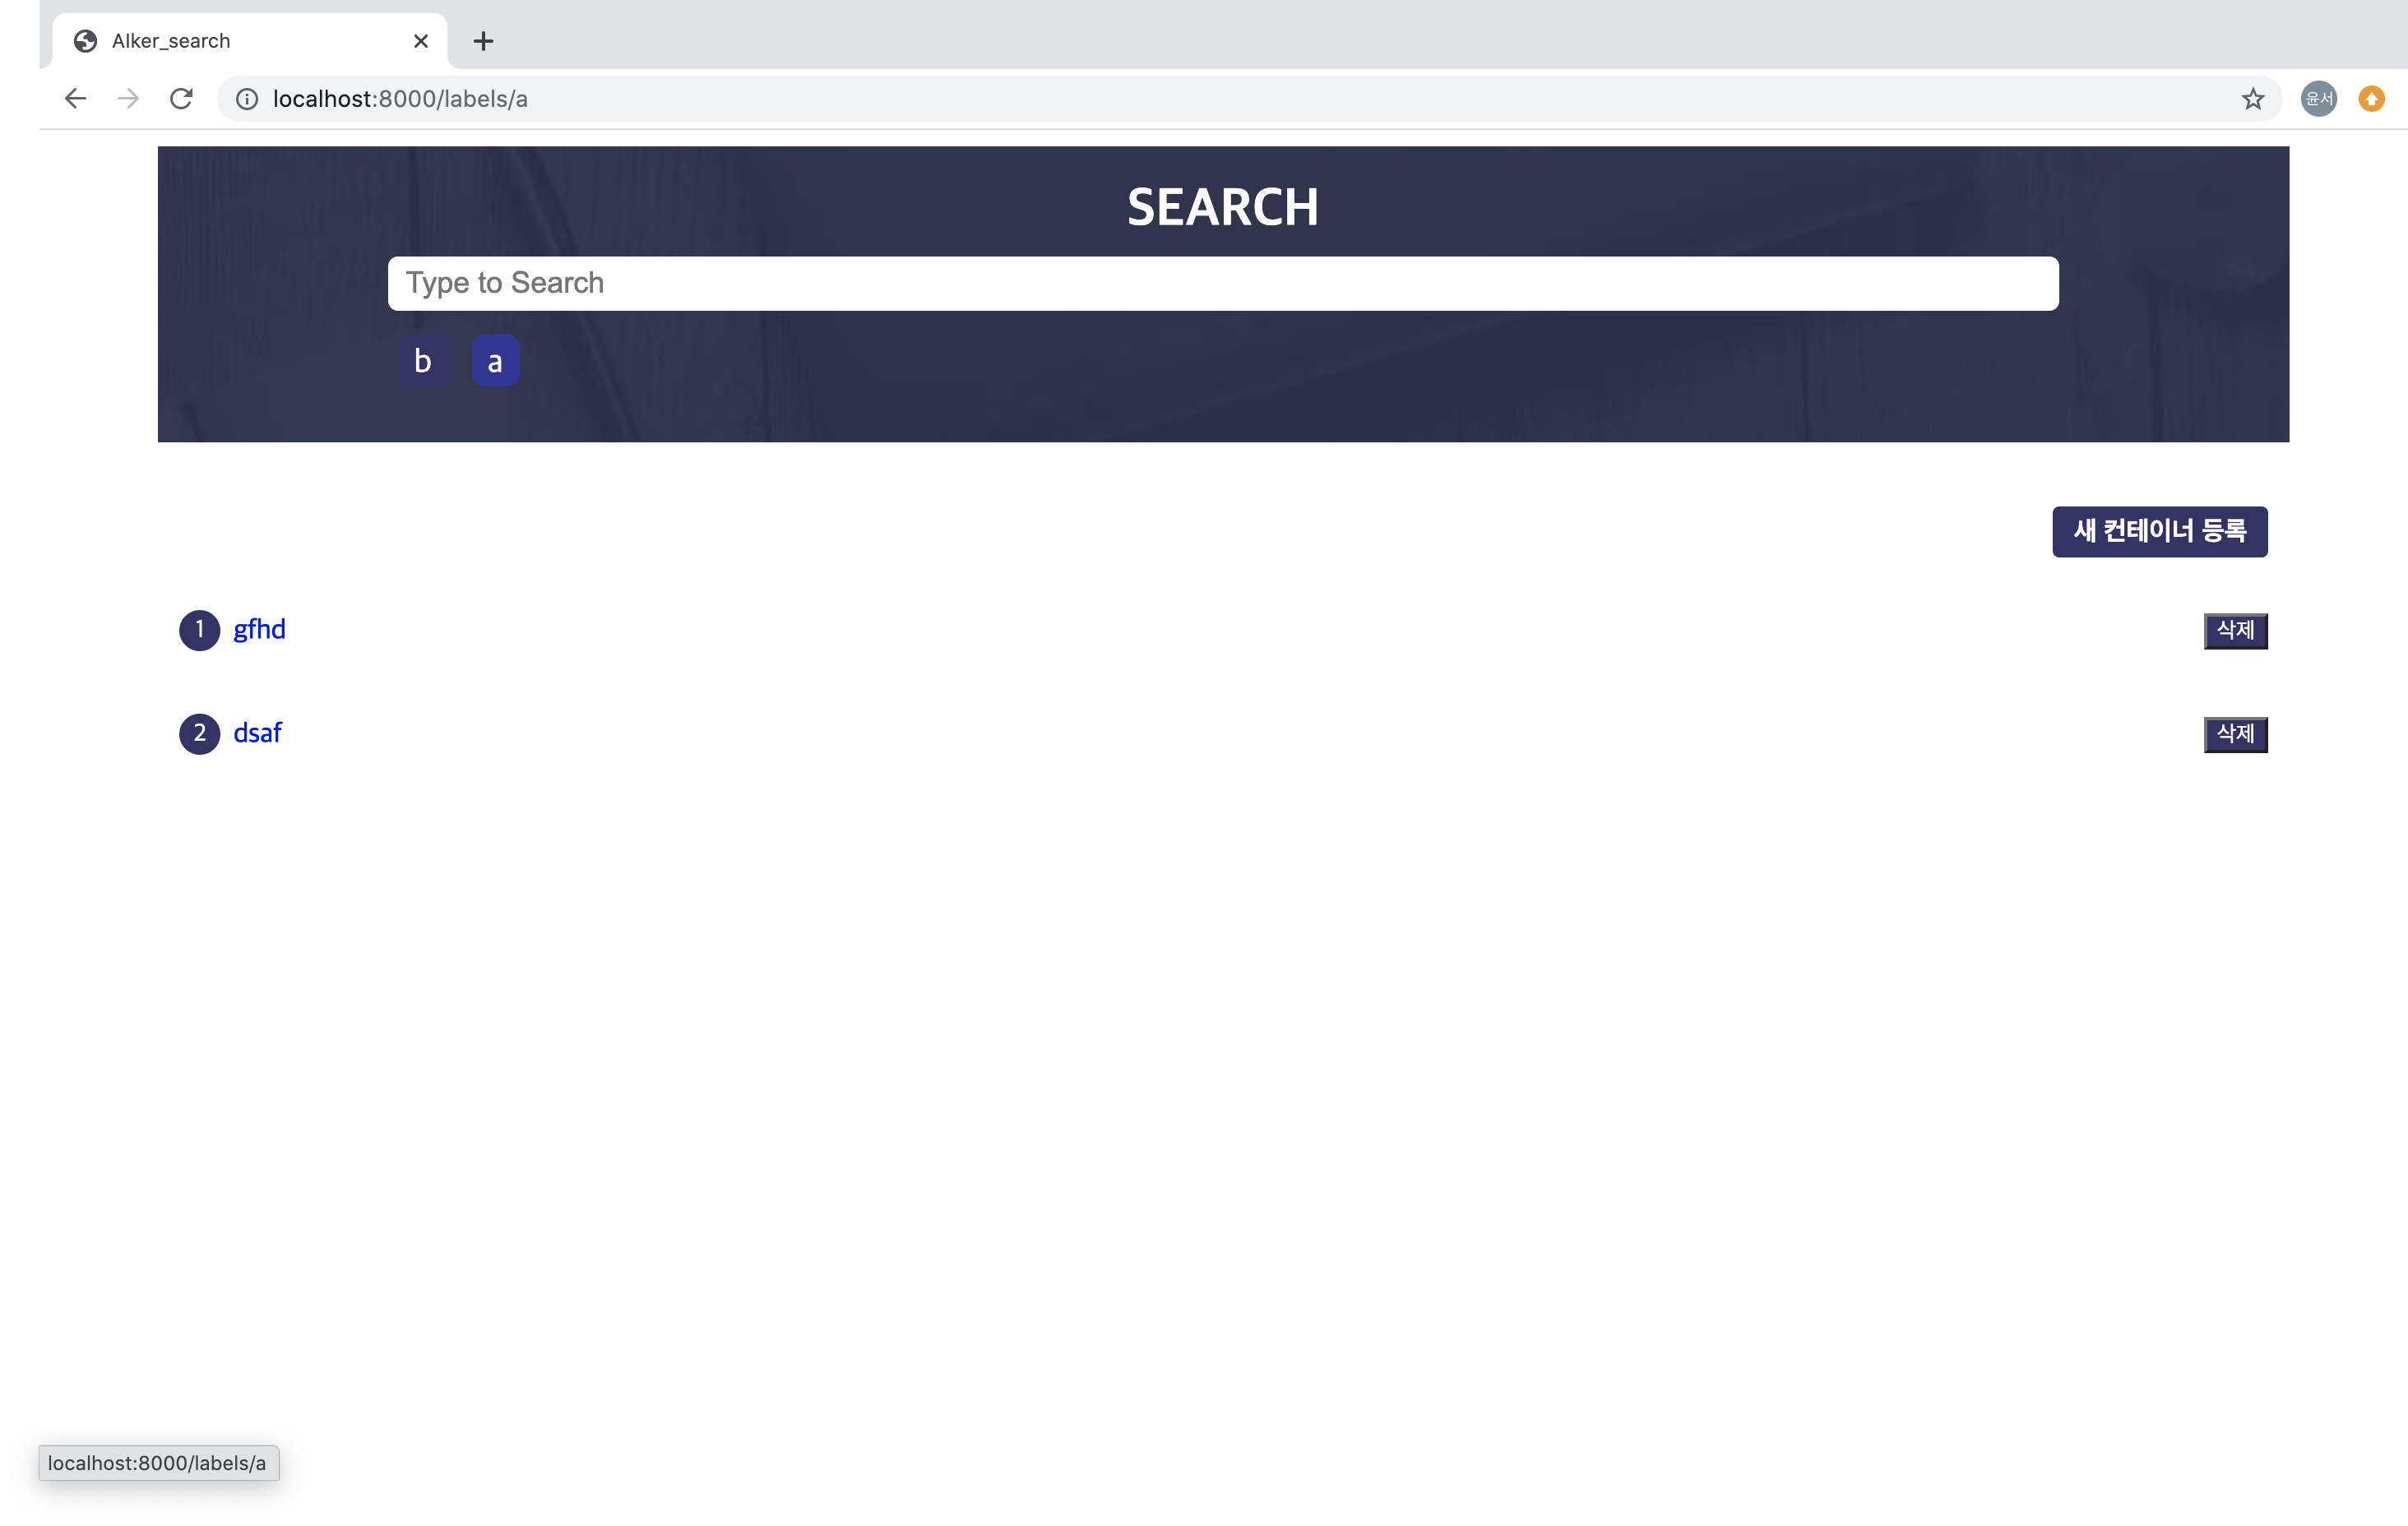 Alker_search
localhost:8000/labels/a
윤서
SEARCH
Type to Search
b a
새 컨테이너 등록
1 gfhd 삭제
2 dsaf 삭제
localhost:8000/labels/a